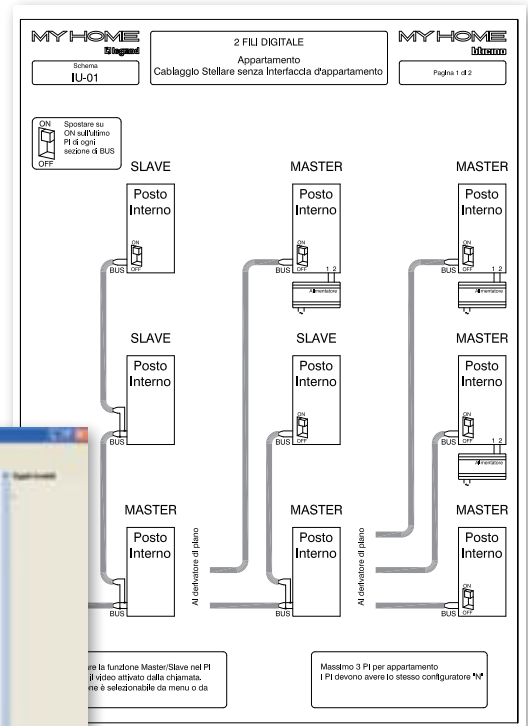 MY HOME
legrand
Schema
IU-01
2 FILI DIGITALE
Appartamento
Cablaggio Stellare senza Interfaccia d'appartamento
MY HOME
bticino
Pagina 1 di 2
ON
OFF
Spostare su
ON sull'ultimo
PI di ogni
sezione di BUS
SLAVE
Posto
Interno
ON
OFF
BUS
MASTER
Posto
Interno
ON
OFF
BUS
1 2
Alimentatore
MASTER
Posto
Interno
ON
OFF
BUS
1 2
Alimentatore
SLAVE
Posto
Interno
BUS
SLAVE
Posto
Interno
ON
OFF
BUS
MASTER
Posto
Interno
ON
OFF
BUS
1 2
Alimentatore
MASTER
Posto
Interno
BUS
Al derivatore di piano
MASTER
Posto
Interno
BUS
Al derivatore di piano
MASTER
Posto
Interno
ON
OFF
BUS
re la funzione Master/Slave nel PI
il video attivato dalla chiamata.
ne è selezionabile da menu o da
Massimo 3 PI per appartamento
I PI devono avere lo stesso configuratore "N"